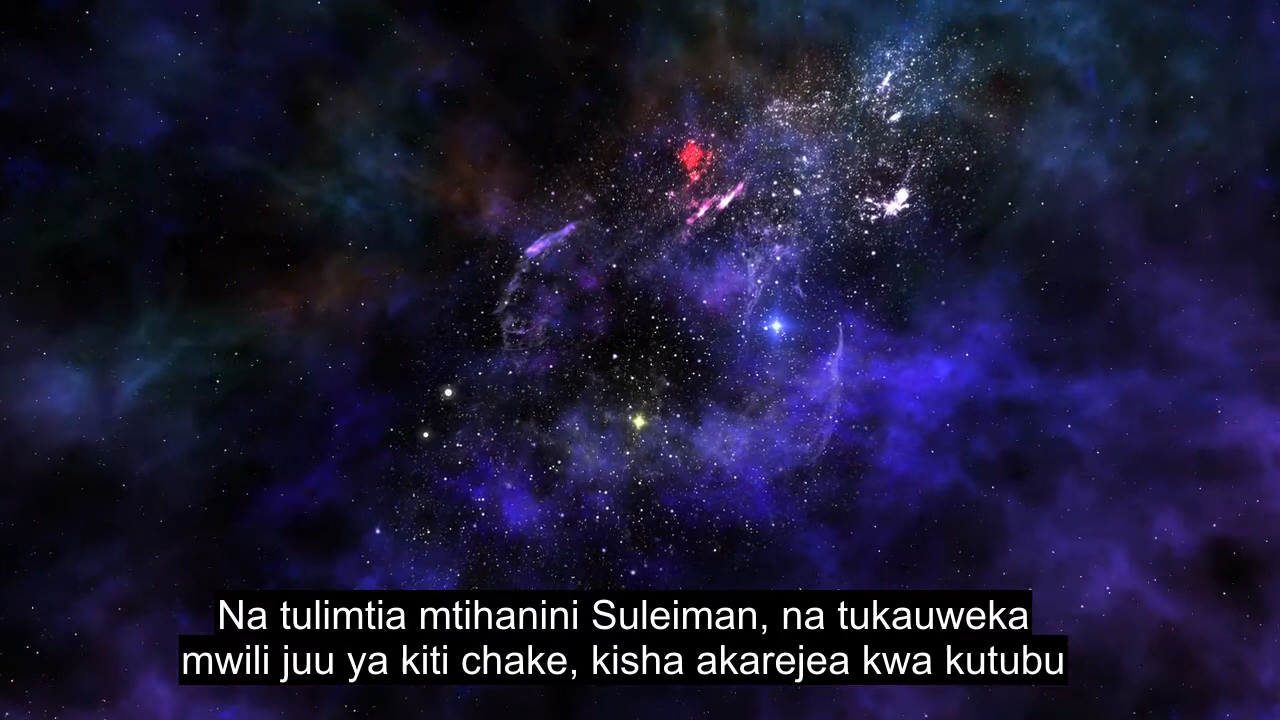 Na tulimtia mtihanini Suleiman, na tukauweka
mwili juu ya kiti chake, kisha akarejea kwa kutubu